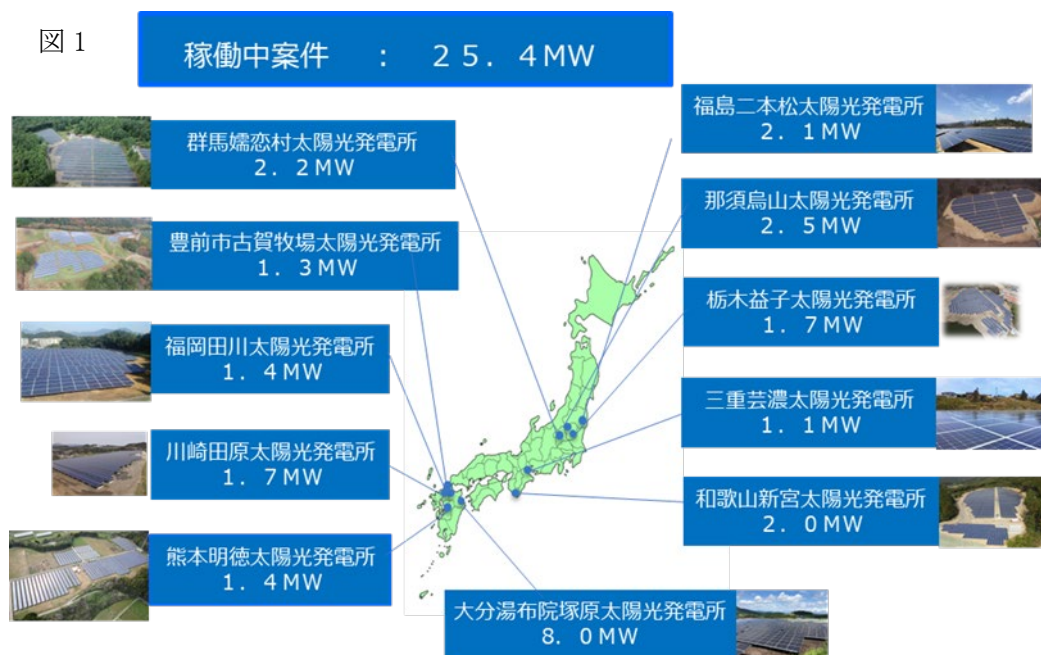 図1
稼働中案件 : 25.4MW
群馬嬬恋村太陽光発電所
2.2MW
豊前市古賀牧場太陽光発電所
1.3MW
福岡田川太陽光発電所
1.4MW
川崎田原太陽光発電所
1.7MW
熊本明徳太陽光発電所
1.4MW
福島二本松太陽光発電所
2.1MW
那須烏山太陽光発電所
2.5MW
栃木益子太陽光発電所
1.7MW
三重芸濃太陽光発電所
1.1MW
和歌山新宮太陽光発電所
2.0MW
大分湯布院塚原太陽光発電所
8.0MW